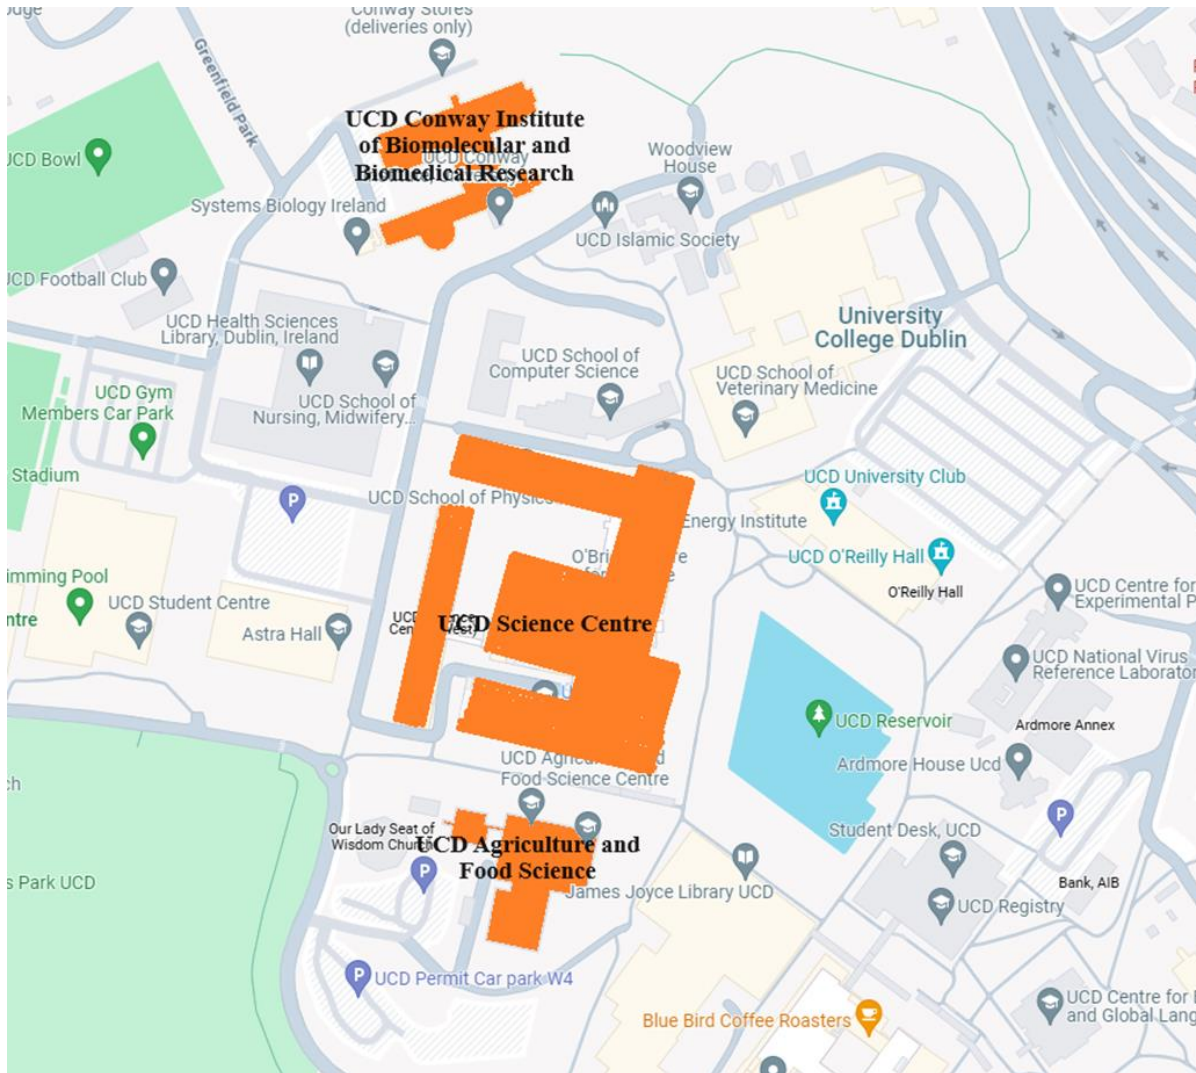 Conway Stores
(deliveries only)
Greenfield Park
UCD Conway Institute
of Biomolecular and
Biomedical Research
UCD Conway
UCD Bowl
Woodview
House
Systems Biology Ireland
UCD Islamic Society
UCD Football Club
University
College Dublin
UCD Health Sciences
Library, Dublin, Ireland
UCD School of
Computer Science
UCD School of
Veterinary Medicine
UCD Gym
Members Car Park
UCD School of
Nursing, Midwifery...
Stadium
P
UCD School of Physics
UCD University Club
Energy Institute
UCD O'Reilly Hall
O'Reilly Hall
imming Pool
ntre
UCD Student Centre
Astra Hall
UCD Science Centre
UCD Centre for
Experimental P
UCD National Virus
Reference Laborator
UCD Reservoir
Ardmore Annex
Ardmore House Ucd
Food Science Centre
Our Lady Seat of
Wisdom Church
UCD Agriculture and
Food Science
P
Student Desk, UCD
P
Bank, AIB
James Joyce Library UCD
UCD Registry
s Park UCD
P
UCD Permit Car park W4
Blue Bird Coffee Roasters
UCD Centre for
and Global Lang